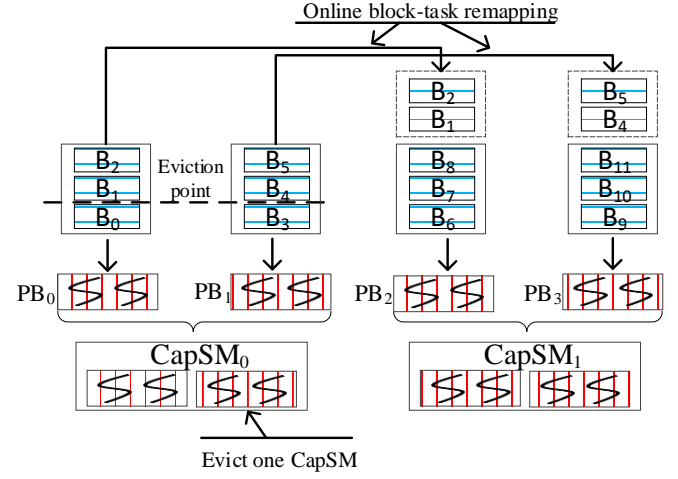 Online block-task remapping
B₂ B₅
B₁ B₄
B₂ B₅ B₈ B₁₁
Eviction
point
B₁ B₄ B₇ B₁₀
B₀ B₃ B₆ B₉
PB₀ PB₁ PB₂ PB₃
CapSM₀ CapSM₁
Evict one CapSM